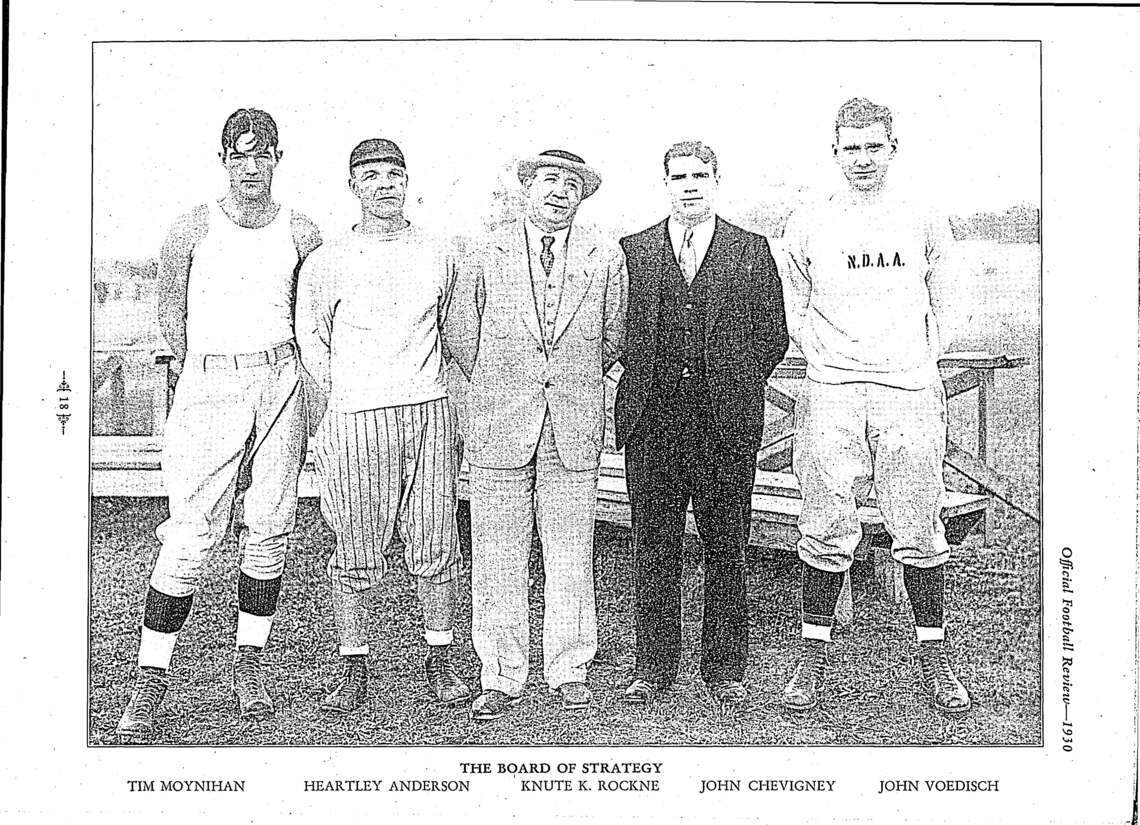 N.D.A.A.
18
Official Football Review—1930
THE BOARD OF STRATEGY
TIM MOYNIHAN HEARTLEY ANDERSON KNUTE K. ROCKNE JOHN CHEVIGNEY JOHN VOEDISCH